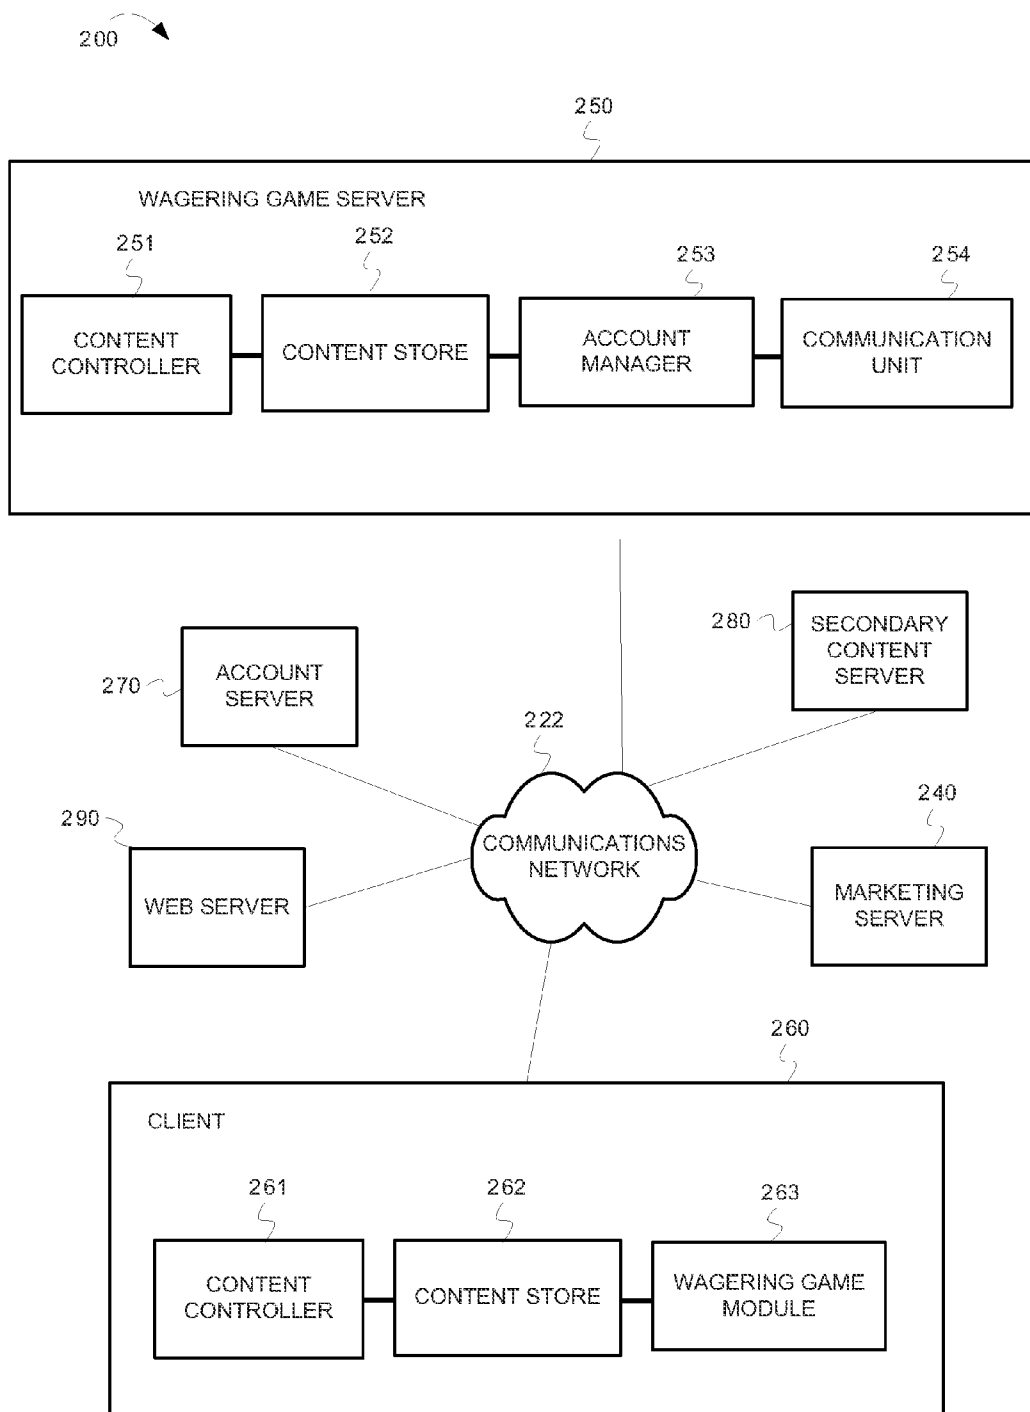 200
250
WAGERING GAME SERVER
251
252
253
254
CONTENT
CONTROLLER
CONTENT STORE
ACCOUNT
MANAGER
COMMUNICATION
UNIT
280
SECONDARY
CONTENT
SERVER
270
ACCOUNT
SERVER
222
290
240
COMMUNICATIONS
NETWORK
WEB SERVER
MARKETING
SERVER
260
CLIENT
261
262
263
CONTENT
CONTROLLER
CONTENT STORE
WAGERING GAME
MODULE